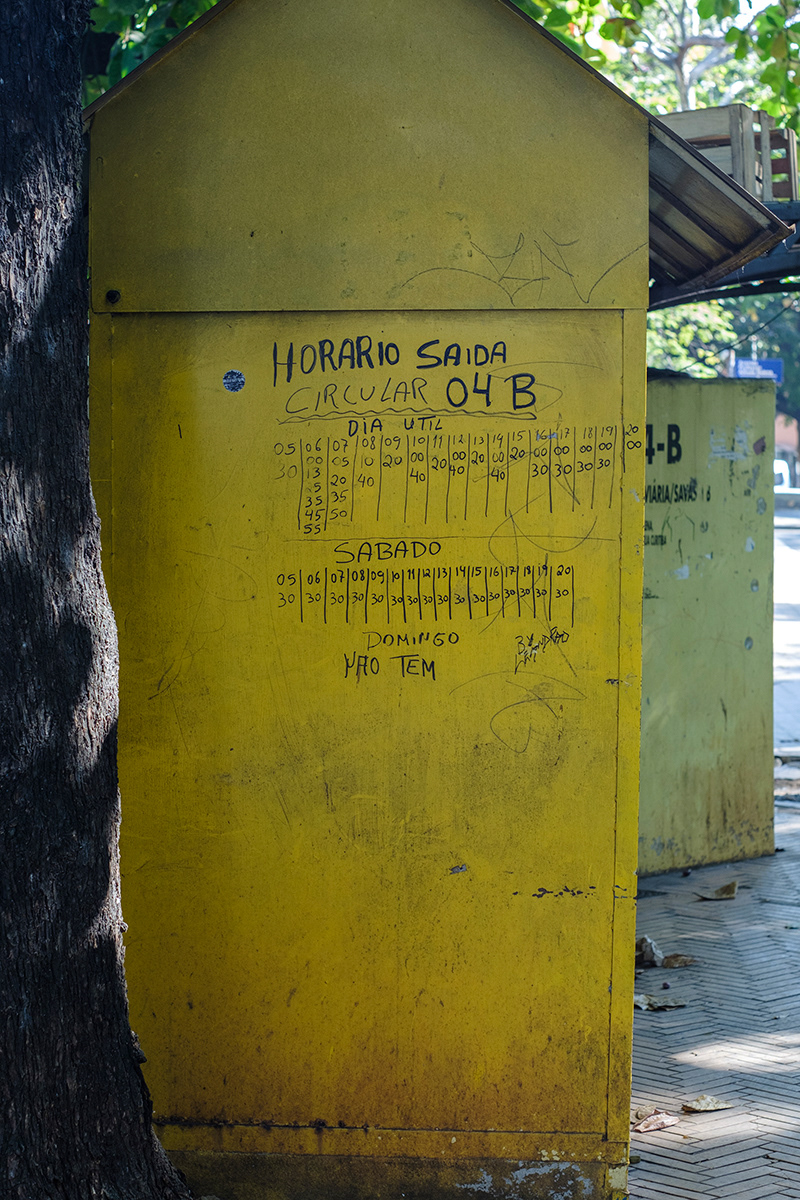 HORARIO SAIDA
CIRCULAR 04 B
DIA UTIL
05 06 07 08 09 10 11 12 13 14 15 16 17 18 19 20
30 00 05 10 20 00 20 00 20 00 20 00 00 00 00 00
13 20 40 40 40 40 30 30 30 30
25 35
35 50
45
55
SABADO
05 06 07 08 09 10 11 12 13 14 15 16 17 18 19 20
30 30 30 30 30 30 30 30 30 30 30 30 30 30 30 30
DOMINGO
NAO TEM
4-B
VIÁRIA/SAVAS